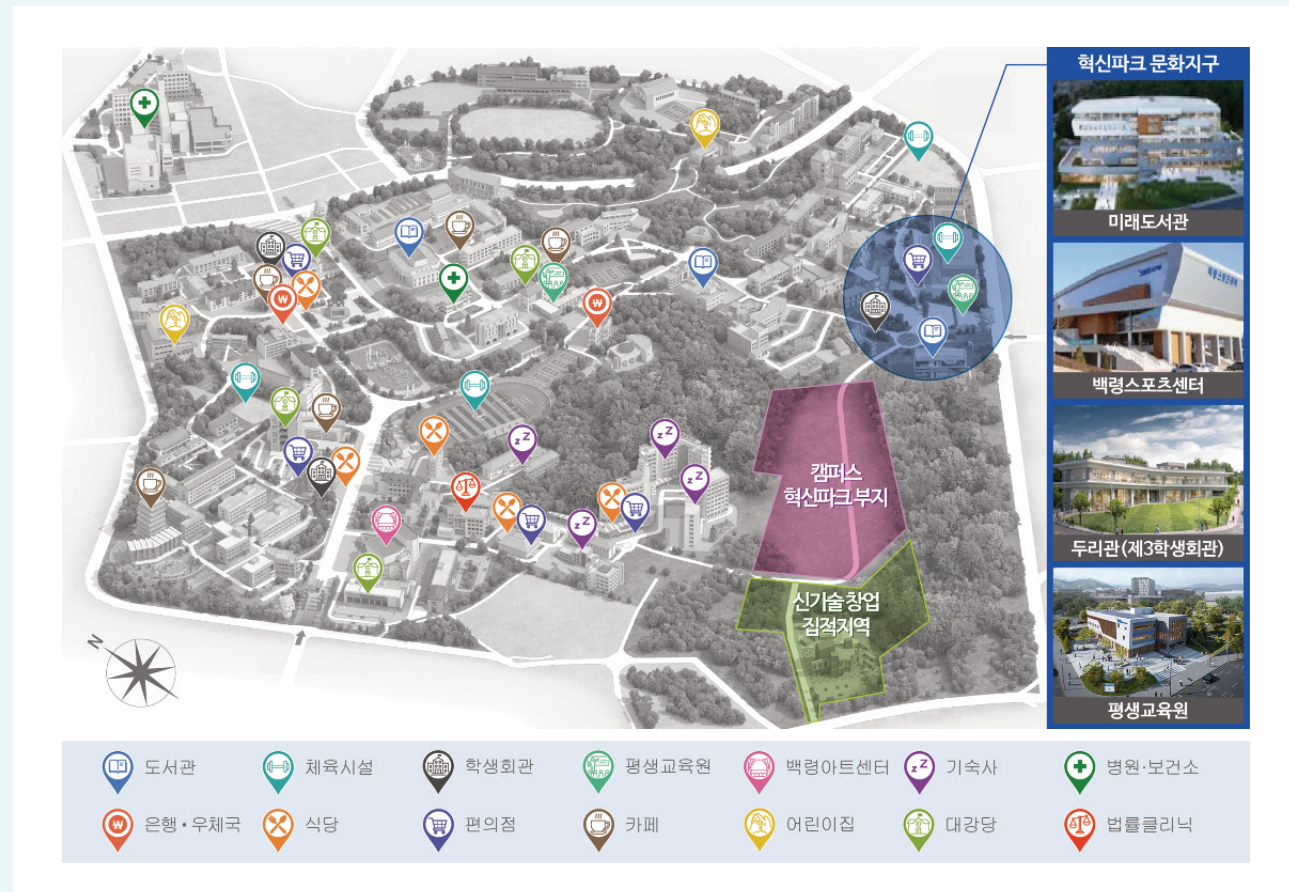 혁신파크 문화지구
미래도서관
백령스포츠센터
두리관(제3학생회관)
평생교육원
캠퍼스
혁신파크 부지
신기술창업
집적지역
N
도서관
체육시설
학생회관
평생교육원
백령아트센터
기숙사
병원·보건소
은행·우체국
식당
편의점
카페
어린이집
대강당
법률클리닉